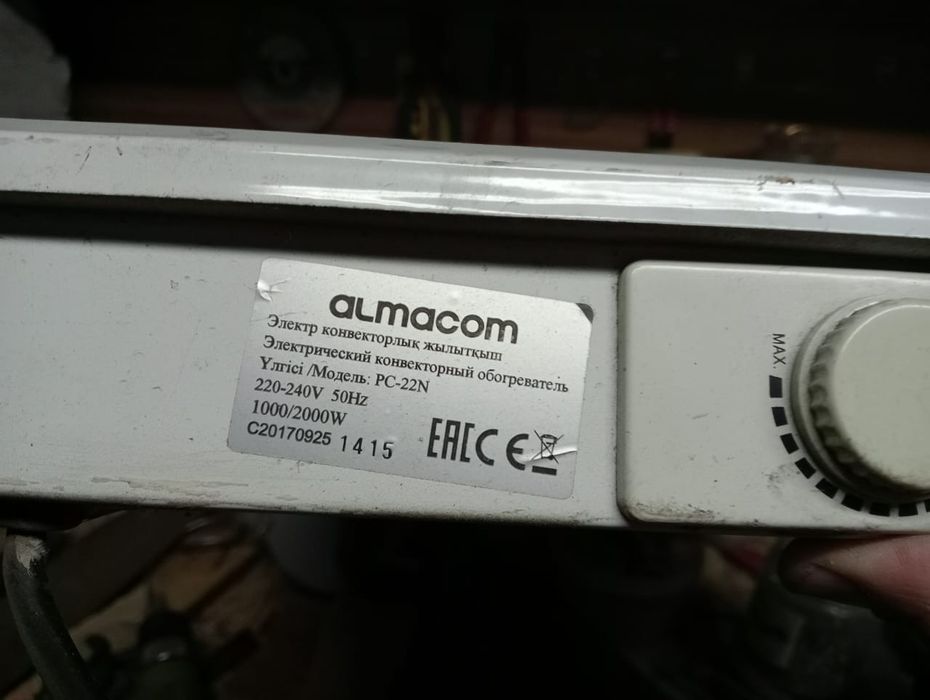 almacom
Электр конвекторлық жылытқыш
Электрический конвекторный обогреватель
Үлгісі /Модель: PC-22N
220-240V 50Hz
1000/2000W
C20170925 1415
EAC CE
MAX.